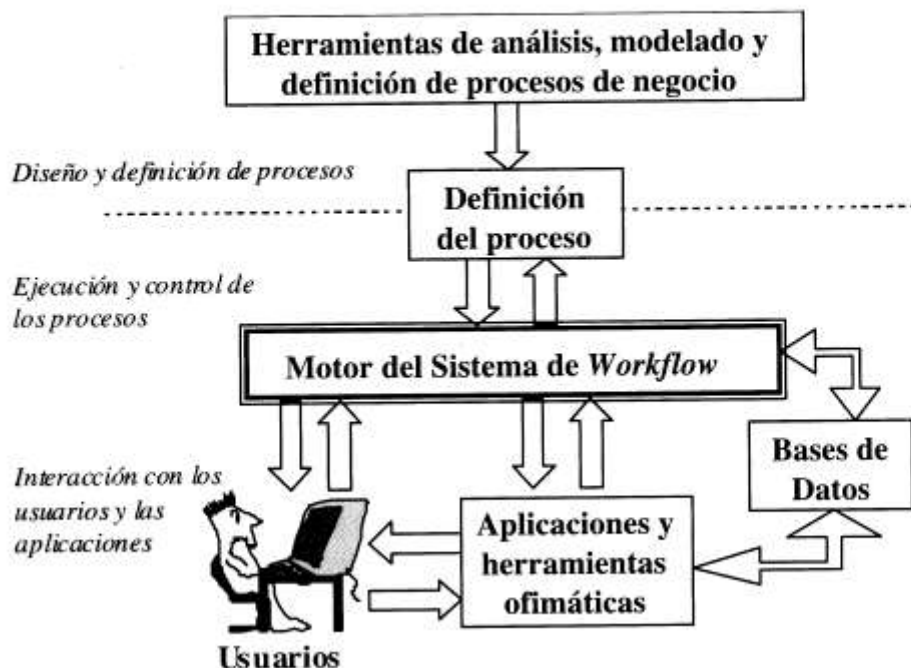 Herramientas de análisis, modelado y
definición de procesos de negocio
Diseño y definición de procesos
Definición
del proceso
Ejecución y control de
los procesos
Motor del Sistema de Workflow
Bases de
Datos
Interacción con los
usuarios y las
aplicaciones
Aplicaciones y
herramientas
ofimáticas
Usuarios